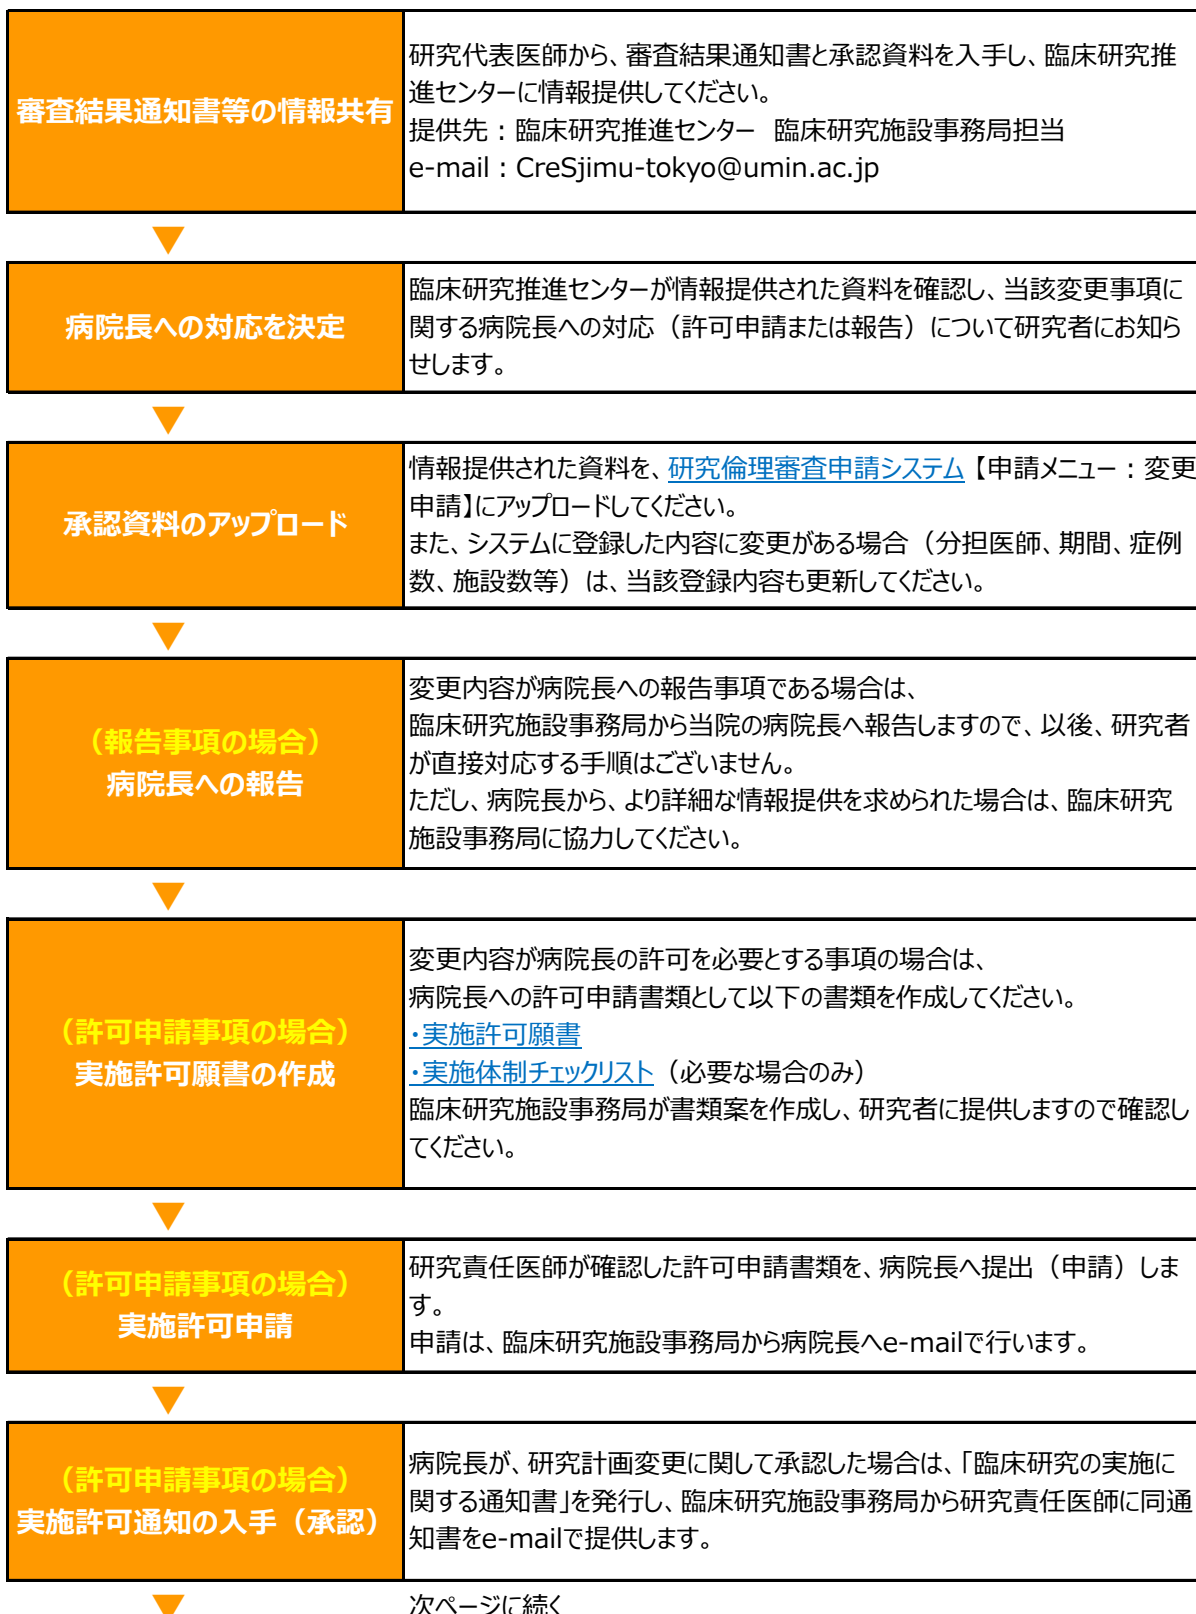 審査結果通知書等の情報共有
研究代表医師から、審査結果通知書と承認資料を入手し、臨床研究推
進センターに情報提供してください。
提供先：臨床研究推進センター 臨床研究施設事務局担当
e-mail：CreSjimu-tokyo@umin.ac.jp
病院長への対応を決定
臨床研究推進センターが情報提供された資料を確認し、当該変更事項に
関する病院長への対応（許可申請または報告）について研究者にお知ら
せします。
承認資料のアップロード
情報提供された資料を、研究倫理審査申請システム【申請メニュー：変更
申請】にアップロードしてください。
また、システムに登録した内容に変更がある場合（分担医師、期間、症例
数、施設数等）は、当該登録内容も更新してください。
（報告事項の場合）
病院長への報告
変更内容が病院長への報告事項である場合は、
臨床研究施設事務局から当院の病院長へ報告しますので、以後、研究者
が直接対応する手順はございません。
ただし、病院長から、より詳細な情報提供を求められた場合は、臨床研究
施設事務局に協力してください。
（許可申請事項の場合）
実施許可願書の作成
変更内容が病院長の許可を必要とする事項の場合は、
病院長への許可申請書類として以下の書類を作成してください。
・実施許可願書
・実施体制チェックリスト（必要な場合のみ）
臨床研究施設事務局が書類案を作成し、研究者に提供しますので確認し
てください。
（許可申請事項の場合）
実施許可申請
研究責任医師が確認した許可申請書類を、病院長へ提出（申請）しま
す。
申請は、臨床研究施設事務局から病院長へe-mailで行います。
（許可申請事項の場合）
実施許可通知の入手（承認）
病院長が、研究計画変更に関して承認した場合は、「臨床研究の実施に
関する通知書」を発行し、臨床研究施設事務局から研究責任医師に同通
知書をe-mailで提供します。
次ページに続く